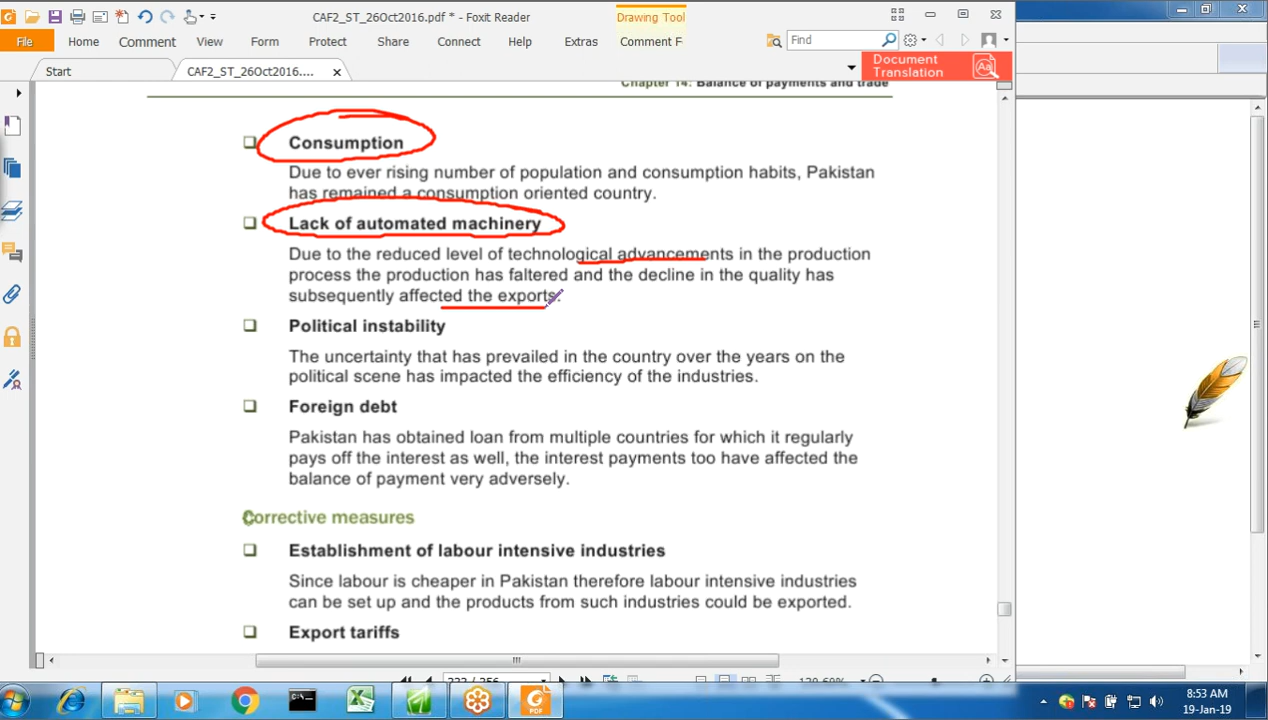 CAF2_ST_26Oct2016.pdf * - Foxit Reader
Drawing Tool
File Home Comment View Form Protect Share Connect Help Extras Comment F
Find
Start
CAF2_ST_26Oct2016....
Document
Translation
Chapter 14: Balance of payments and trade
Consumption
Due to ever rising number of population and consumption habits, Pakistan
has remained a consumption oriented country.
Lack of automated machinery
Due to the reduced level of technological advancements in the production
process the production has faltered and the decline in the quality has
subsequently affected the exports.
Political instability
The uncertainty that has prevailed in the country over the years on the
political scene has impacted the efficiency of the industries.
Foreign debt
Pakistan has obtained loan from multiple countries for which it regularly
pays off the interest as well, the interest payments too have affected the
balance of payment very adversely.
Corrective measures
Establishment of labour intensive industries
Since labour is cheaper in Pakistan therefore labour intensive industries
can be set up and the products from such industries could be exported.
Export tariffs
8:53 AM
19-Jan-19